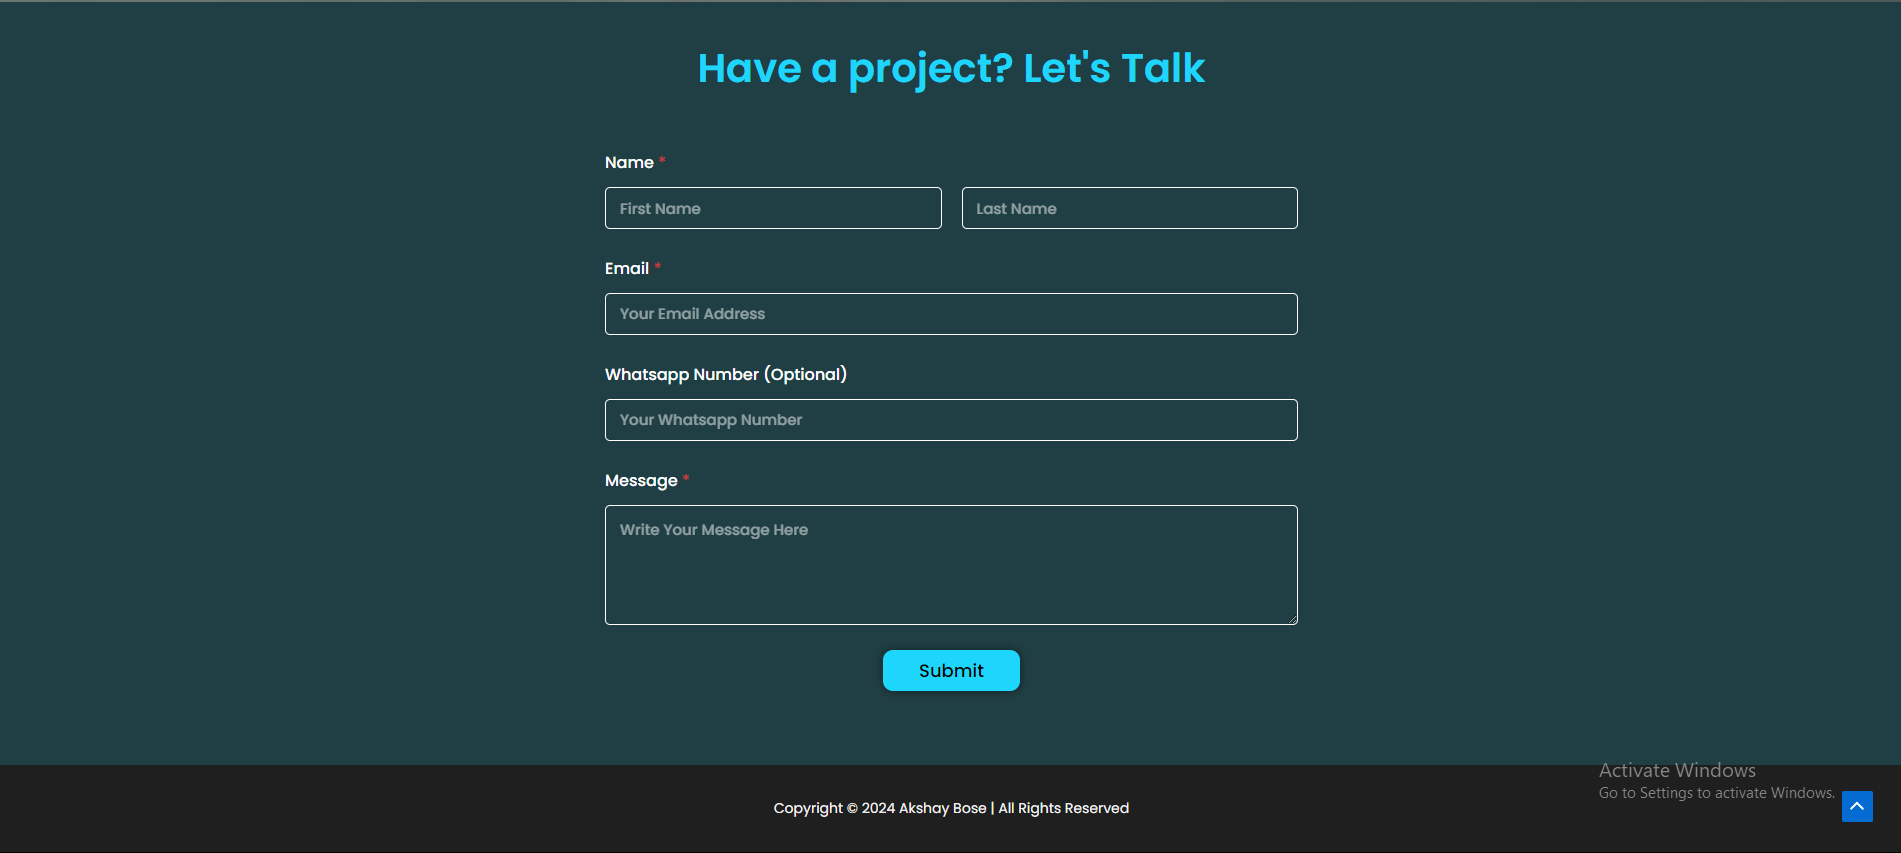 Have a project? Let's Talk
Name *
First Name
Last Name
Email *
Your Email Address
Whatsapp Number (Optional)
Your Whatsapp Number
Message *
Write Your Message Here
Submit
Activate Windows
Go to Settings to activate Windows.
Copyright © 2024 Akshay Bose | All Rights Reserved